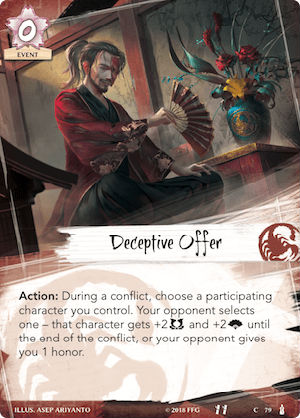 0
EVENT
Deceptive Offer
Action: During a conflict, choose a participating
character you control. Your opponent selects
one – that character gets +2 and +2 until
the end of the conflict, or your opponent gives
you 1 honor.
ILLUS. ASEP ARIYANTO © 2018 FFG C 79